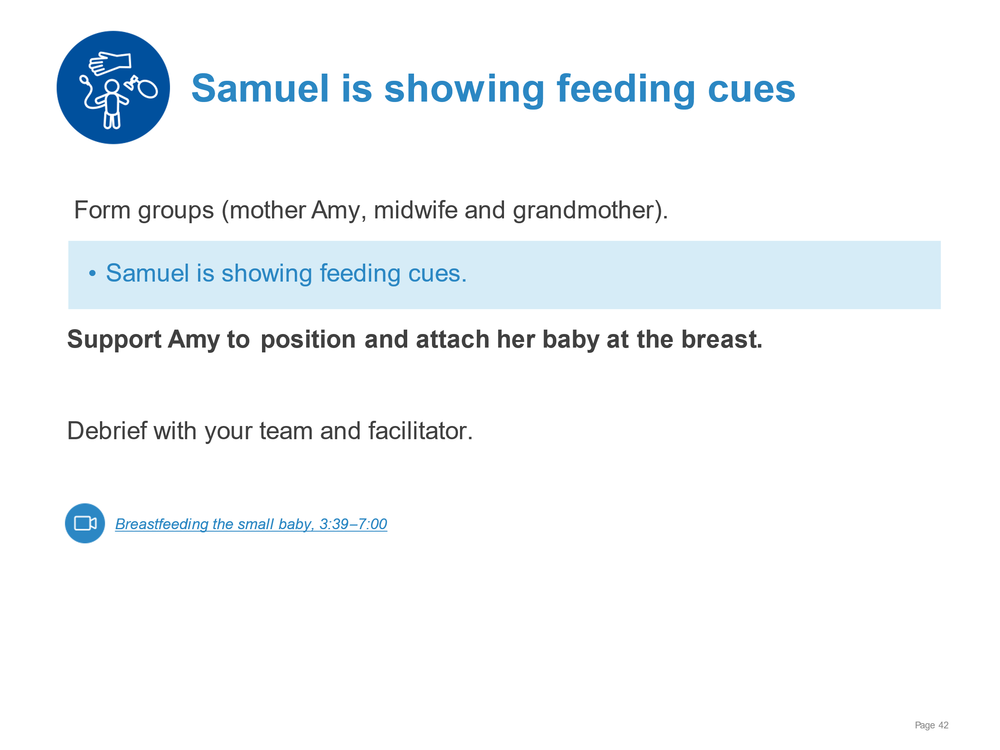 Samuel is showing feeding cues
Form groups (mother Amy, midwife and grandmother).
• Samuel is showing feeding cues.
Support Amy to position and attach her baby at the breast.
Debrief with your team and facilitator.
Breastfeeding the small baby, 3:39–7:00
Page 42